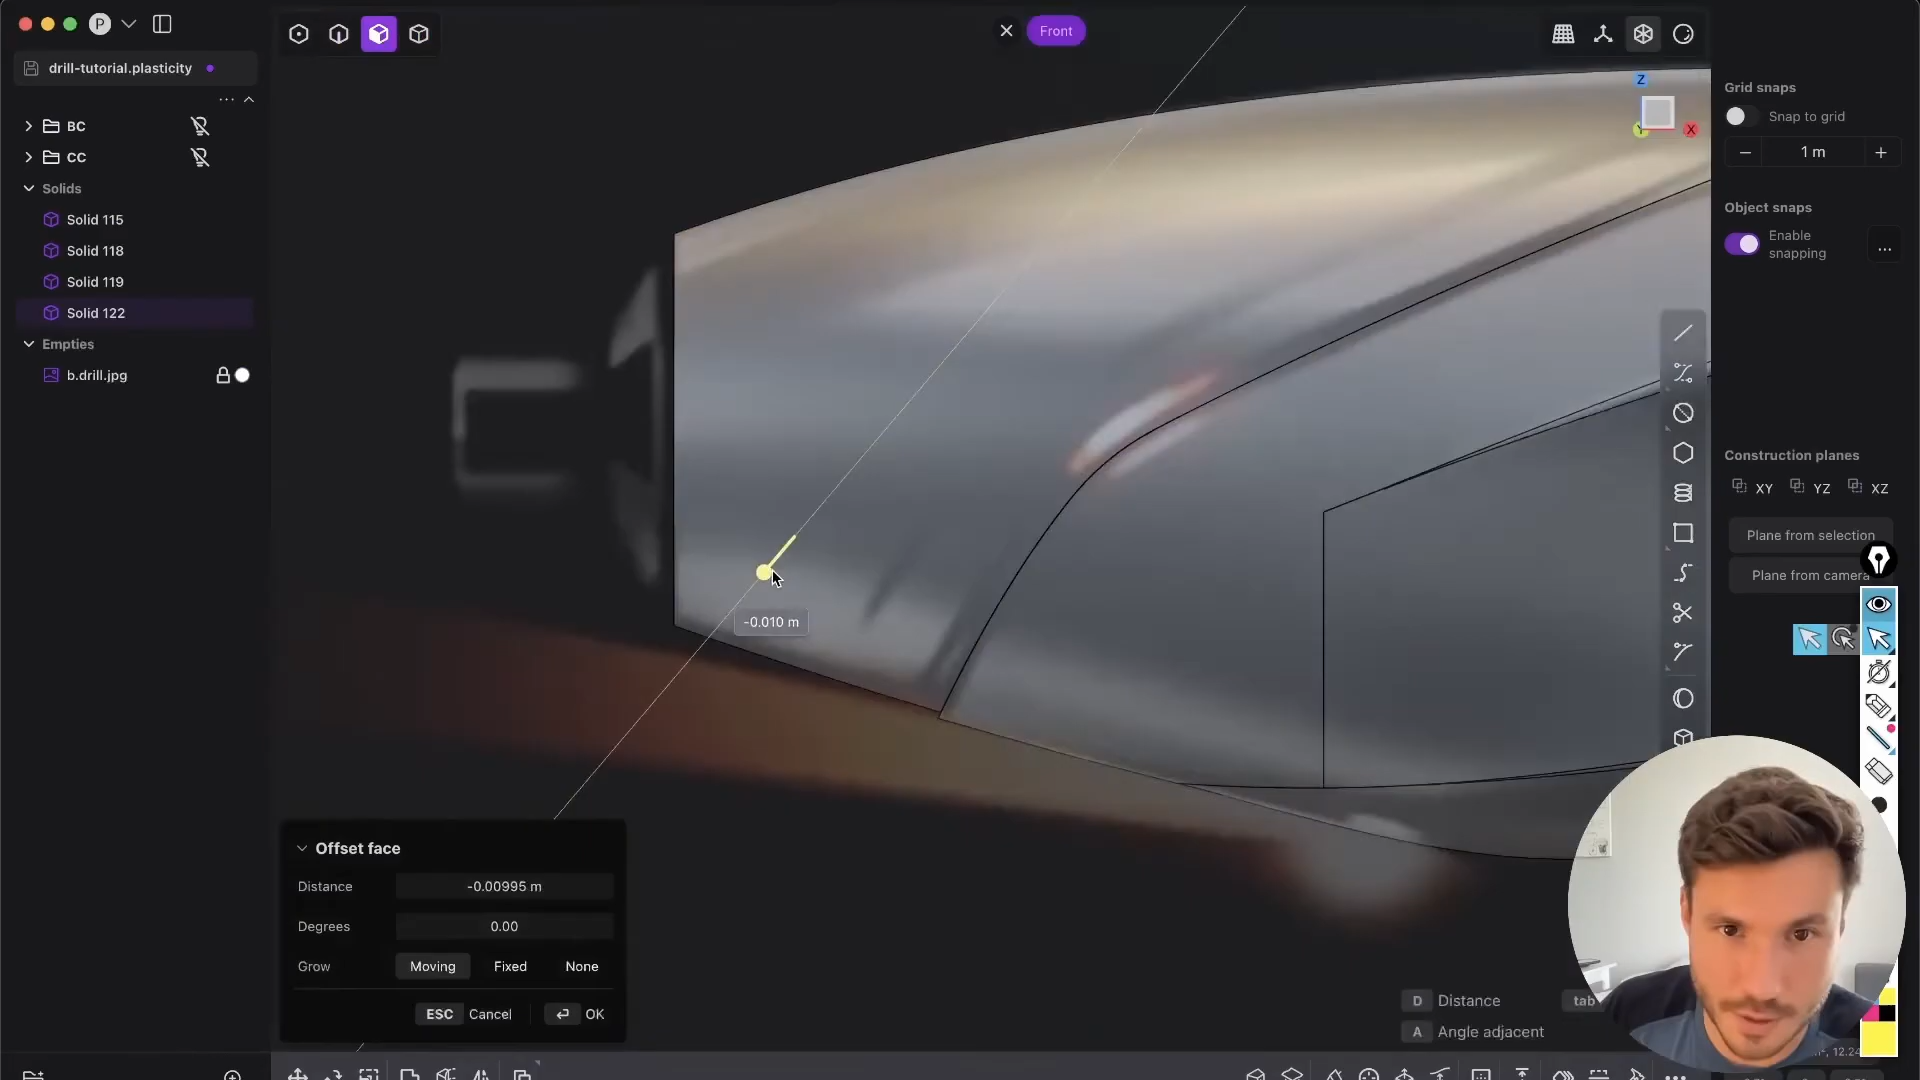 P
Front
drill-tutorial.plasticity
BC
CC
Solids
Solid 115
Solid 118
Solid 119
Solid 122
Empties
b.drill.jpg
Z
Y
X
Grid snaps
Snap to grid
1 m
Object snaps
Enable
snapping
Construction planes
XY
YZ
XZ
Plane from selection
Plane from camera
-0.010 m
Offset face
Distance
-0.00995 m
Degrees
0.00
Grow
Moving
Fixed
None
ESC
Cancel
OK
D
Distance
tab
A
Angle adjacent